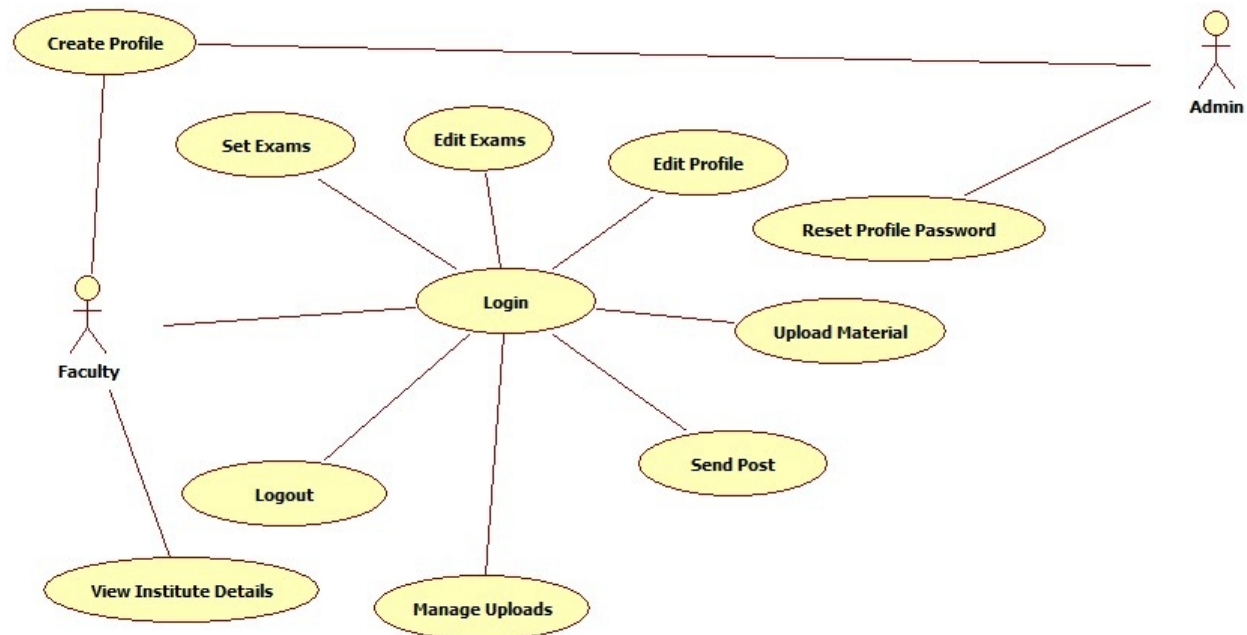 Create Profile
Admin
Set Exams
Edit Exams
Edit Profile
Reset Profile Password
Login
Upload Material
Faculty
Send Post
Logout
View Institute Details
Manage Uploads